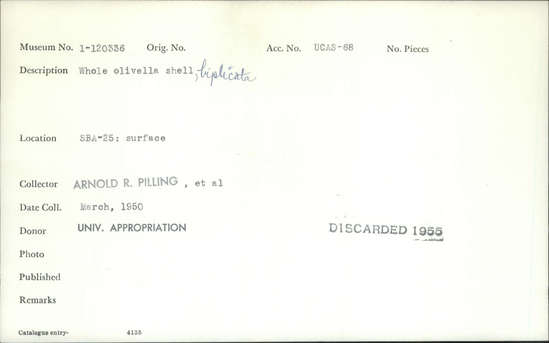 Museum No. 1-120336 Orig. No. Acc. No. UCAS-68 No. Pieces
Description Whole olivella shell, biplicata
Location SBA-25: surface
Collector ARNOLD R. PILLING , et al
Date Coll. March, 1950
Donor UNIV. APPROPRIATION DISCARDED 1955
Photo
Published
Remarks
Catalogue entry- 4135